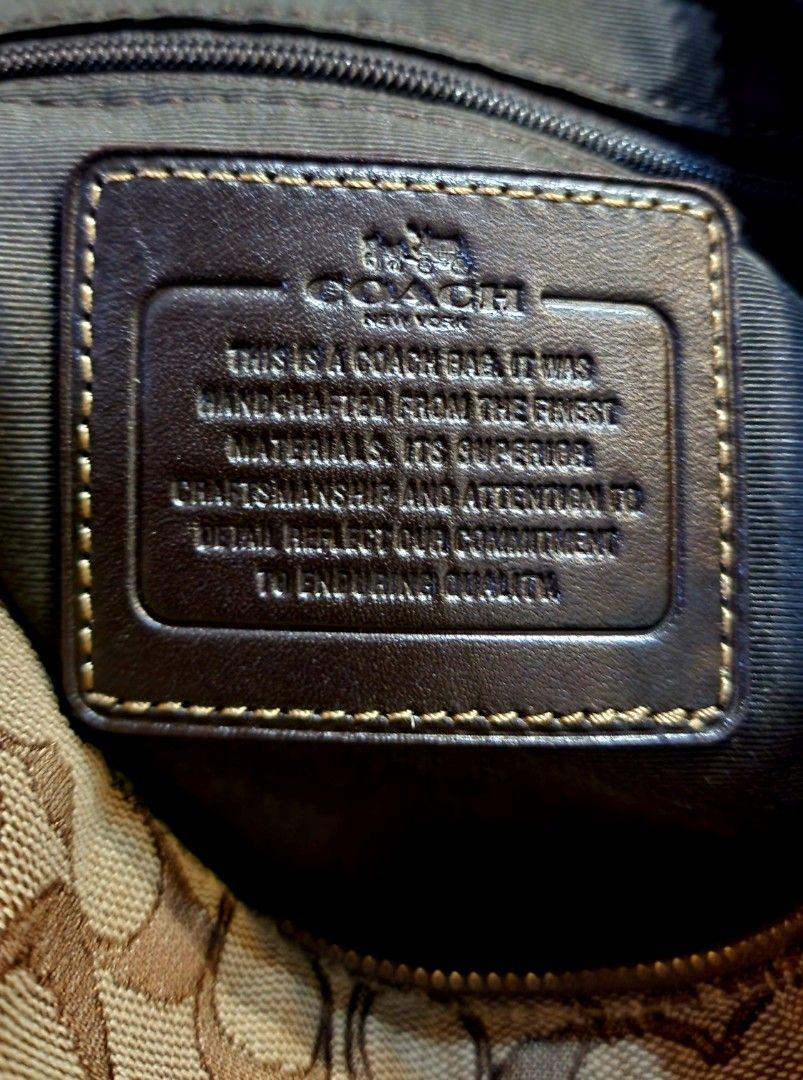 COACH
NEW YORK
THIS IS A COACH BAG. IT WAS
HANDCRAFTED FROM THE FINEST
MATERIALS. ITS SUPERIOR
CRAFTSMANSHIP AND ATTENTION TO
DETAIL REFLECT OUR COMMITMENT
TO ENDURING QUALITY.